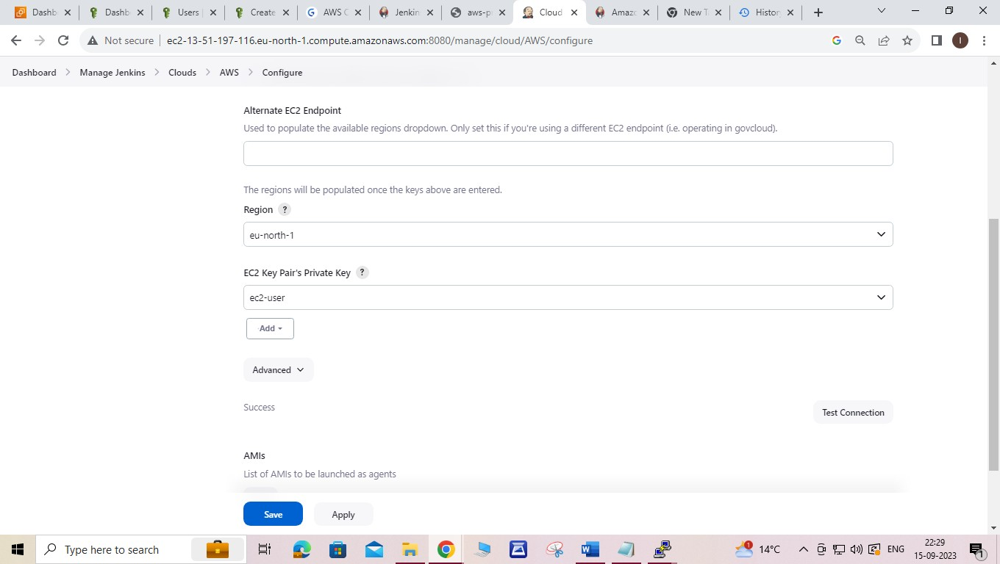 Dashb
Dashb
Users |
Create
AWS C
Jenkin
aws-p
Cloud
Amaz
New T
Histor
Not secure
ec2-13-51-197-116.eu-north-1.compute.amazonaws.com:8080/manage/cloud/AWS/configure
I
Dashboard > Manage Jenkins > Clouds > AWS > Configure
Alternate EC2 Endpoint
Used to populate the available regions dropdown. Only set this if you're using a different EC2 endpoint (i.e. operating in govcloud).
The regions will be populated once the keys above are entered.
Region ?
eu-north-1
EC2 Key Pair's Private Key ?
ec2-user
Add
Advanced
Success
Test Connection
AMIs
List of AMIs to be launched as agents
Save
Apply
Type here to search
1
14°C
ENG
22:29
15-09-2023
1